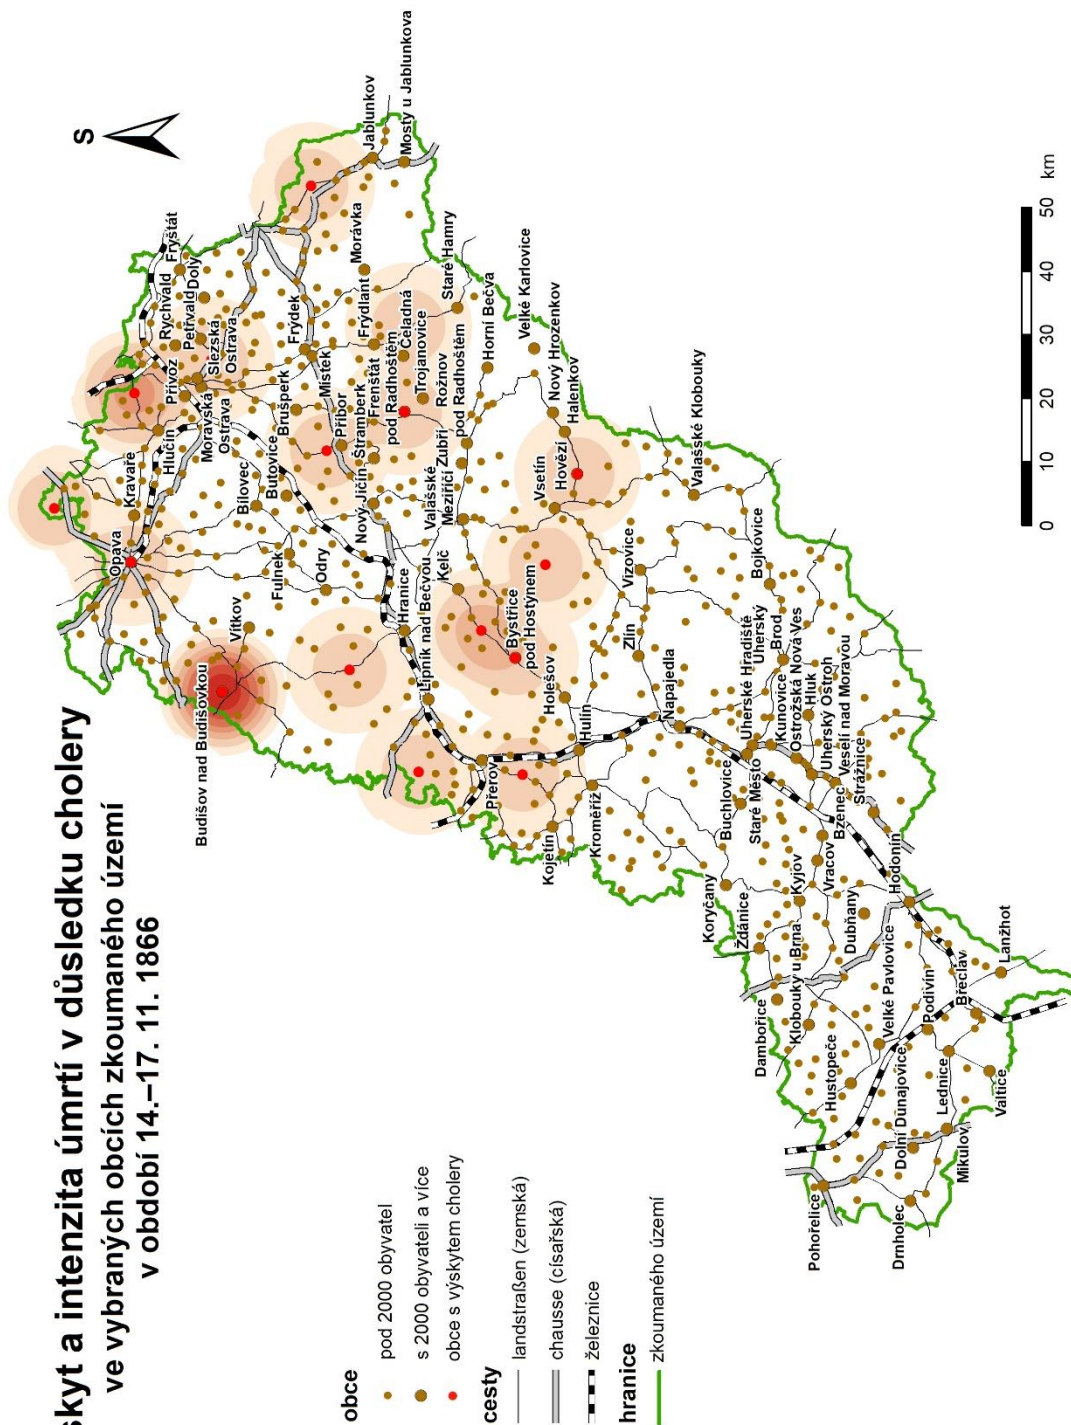 skyt a intenzita úmrtí v důsledku cholery
ve vybraných obcích zkoumaného území
v období 14.–17. 11. 1866
S
obce
pod 2000 obyvatel
s 2000 obyvateli a více
obce s výskytem cholery
cesty
landstraßen (zemská)
chausse (císařská)
železnice
hranice
zkoumaného území
0 10 20 30 40 50 km
Opava
Kravaře
Hlučín
Přívoz
Rychvald
Petřvald
Doly
Fryštát
Slezská
Ostrava
Moravská
Ostrava
Budišov nad Budišovkou
Vítkov
Bílovec
Butovice
Fulnek
Odry
Brušperk
Frýdek
Místek
Příbor
Štramberk
Nový Jičín
Frenštát
pod Radhoštěm
Frýdlant
Morávka
Čeladná
Trojanovice
Staré Hamry
Jablunkov
Mosty u Jablunkova
Rožnov
pod Radhoštěm
Zubří
Horní Bečva
Valašské
Meziříčí
Hranice
Lipník nad Bečvou
Kelč
Velké Karlovice
Nový Hrozenkov
Halenkov
Hovězí
Vsetín
Bystřice
pod Hostýnem
Přerov
Holešov
Hulín
Kojetín
Kroměříž
Vizovice
Zlín
Napajedla
Valašské Klobouky
Bojkovice
Uherský
Brod
Uherské Hradiště
Kunovice
Ostrožská Nová Ves
Hluk
Uherský Ostroh
Veselí nad Moravou
Strážnice
Buchlovice
Staré Město
Bzenec
Koryčany
Ždánice
Kyjov
Vracov
Dubňany
Hodonín
Dambořice
Klobouky u Brna
Velké Pavlovice
Hustopeče
Podivín
Břeclav
Lanžhot
Dolní Dunajovice
Lednice
Valtice
Mikulov
Pohořelice
Drnholec